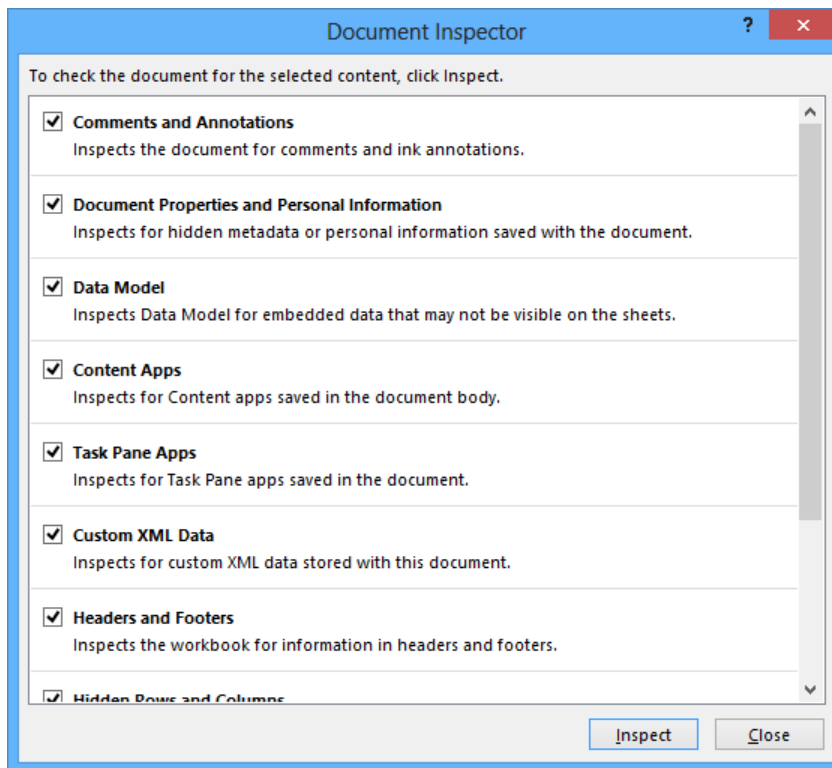 Document Inspector
?
To check the document for the selected content, click Inspect.
Comments and Annotations
Inspects the document for comments and ink annotations.
Document Properties and Personal Information
Inspects for hidden metadata or personal information saved with the document.
Data Model
Inspects Data Model for embedded data that may not be visible on the sheets.
Content Apps
Inspects for Content apps saved in the document body.
Task Pane Apps
Inspects for Task Pane apps saved in the document.
Custom XML Data
Inspects for custom XML data stored with this document.
Headers and Footers
Inspects the workbook for information in headers and footers.
Hidden Rows and Columns
Inspect
Close